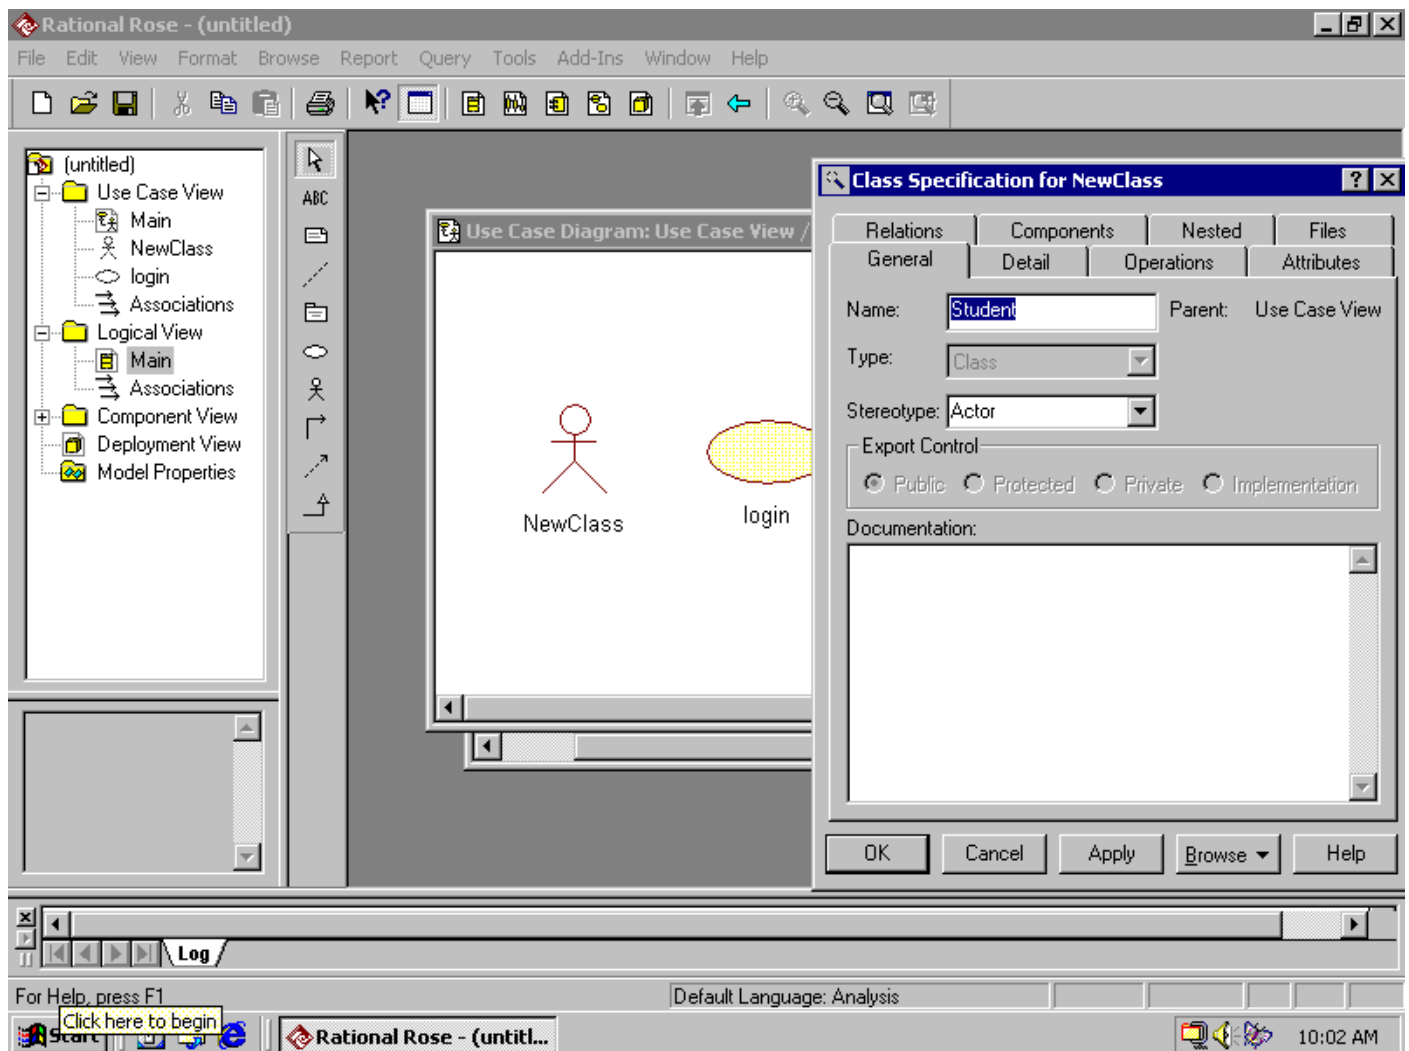 Rational Rose - (untitled)
File Edit View Format Browse Report Query Tools Add-Ins Window Help
(untitled)
Use Case View
Main
NewClass
login
Associations
Logical View
Main
Associations
Component View
Deployment View
Model Properties
ABC
Use Case Diagram: Use Case View /
NewClass
login
Class Specification for NewClass
Relations Components Nested Files
General Detail Operations Attributes
Name: Student Parent: Use Case View
Type: Class
Stereotype: Actor
Export Control
Public Protected Private Implementation
Documentation:
OK Cancel Apply Browse Help
Log
For Help, press F1 Default Language: Analysis
Click here to begin
Start Rational Rose - (untitl... 10:02 AM